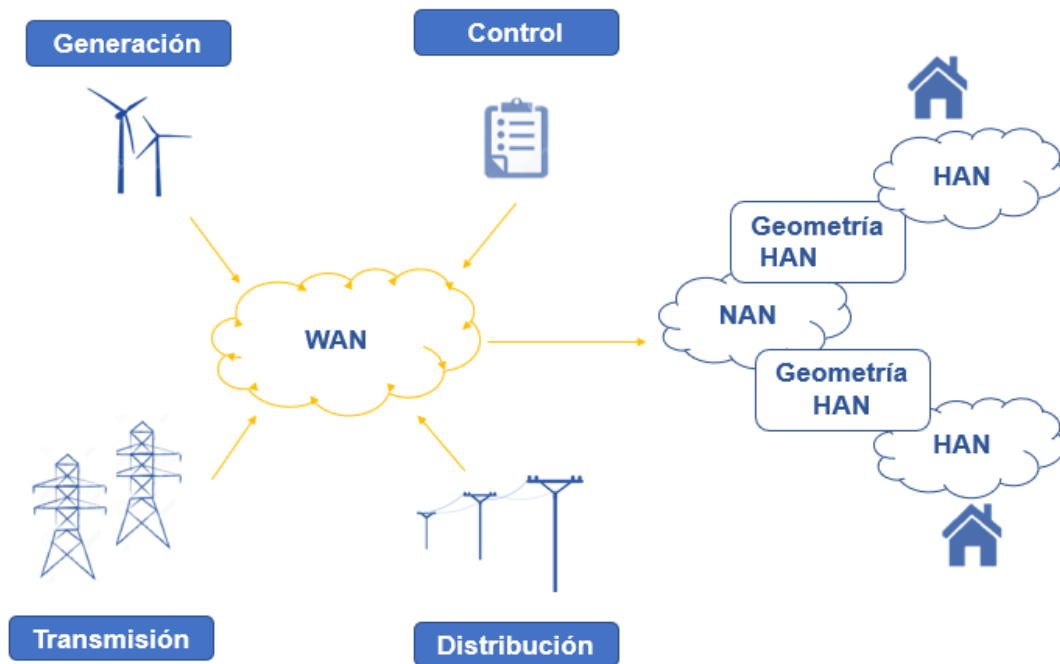 Generación
Control
HAN
Geometría
HAN
WAN
NAN
Geometría
HAN
HAN
Transmisión
Distribución